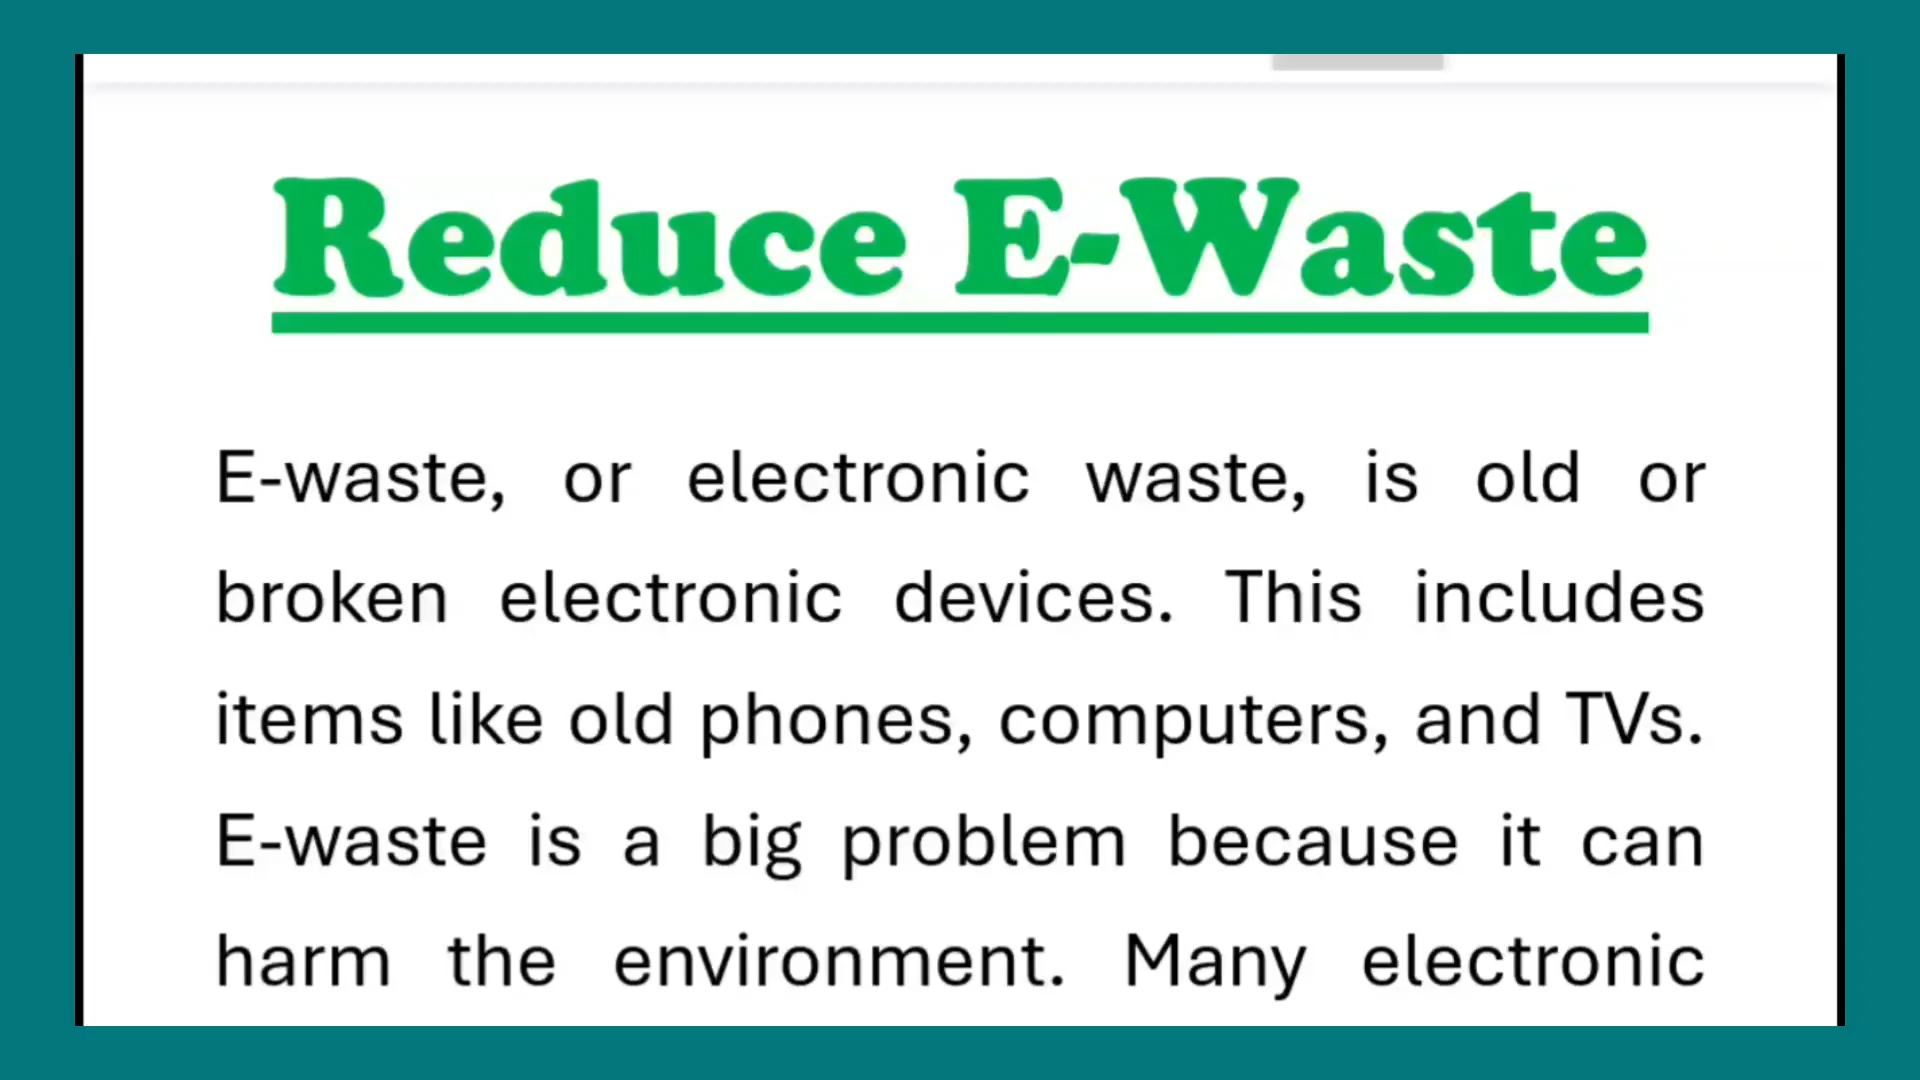 Reduce E-Waste
E-waste, or electronic waste, is old or
broken electronic devices. This includes
items like old phones, computers, and TVs.
E-waste is a big problem because it can
harm the environment. Many electronic